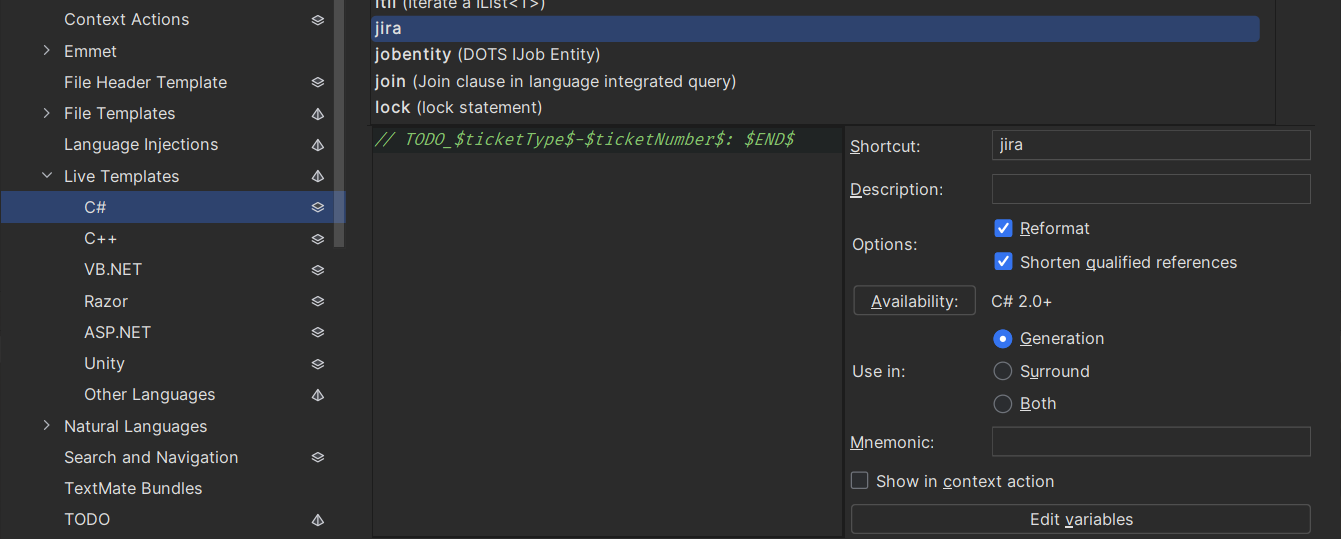 Context Actions
Emmet
File Header Template
File Templates
Language Injections
Live Templates
C#
C++
VB.NET
Razor
ASP.NET
Unity
Other Languages
Natural Languages
Search and Navigation
TextMate Bundles
TODO
itli (Iterate a IList<T>)
jira
jobentity (DOTS IJob Entity)
join (Join clause in language integrated query)
lock (lock statement)
// TODO_$ticketType$-$ticketNumber$: $END$
Shortcut: jira
Description:
Options: Reformat
Shorten qualified references
Availability: C# 2.0+
Use in: Generation
Surround
Both
Mnemonic:
Show in context action
Edit variables